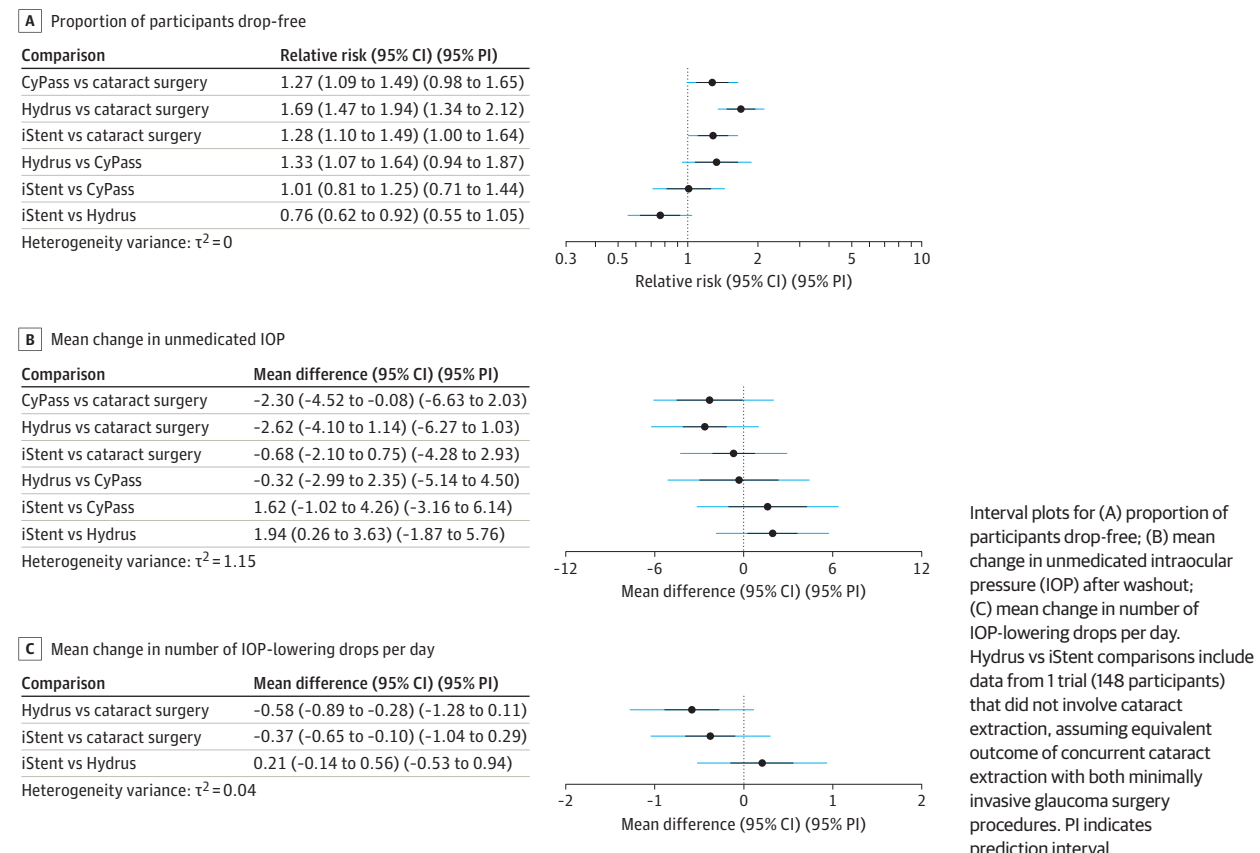 A Proportion of participants drop-free
Comparison Relative risk (95% CI) (95% PI)
CyPass vs cataract surgery 1.27 (1.09 to 1.49) (0.98 to 1.65)
Hydrus vs cataract surgery 1.69 (1.47 to 1.94) (1.34 to 2.12)
iStent vs cataract surgery 1.28 (1.10 to 1.49) (1.00 to 1.64)
Hydrus vs CyPass 1.33 (1.07 to 1.64) (0.94 to 1.87)
iStent vs CyPass 1.01 (0.81 to 1.25) (0.71 to 1.44)
iStent vs Hydrus 0.76 (0.62 to 0.92) (0.55 to 1.05)
Heterogeneity variance: τ² = 0
0.3 0.5 1 2 5 10
Relative risk (95% CI) (95% PI)
B Mean change in unmedicated IOP
Comparison Mean difference (95% CI) (95% PI)
CyPass vs cataract surgery -2.30 (-4.52 to -0.08) (-6.63 to 2.03)
Hydrus vs cataract surgery -2.62 (-4.10 to 1.14) (-6.27 to 1.03)
iStent vs cataract surgery -0.68 (-2.10 to 0.75) (-4.28 to 2.93)
Hydrus vs CyPass -0.32 (-2.99 to 2.35) (-5.14 to 4.50)
iStent vs CyPass 1.62 (-1.02 to 4.26) (-3.16 to 6.14)
iStent vs Hydrus 1.94 (0.26 to 3.63) (-1.87 to 5.76)
Heterogeneity variance: τ² = 1.15
-12 -6 0 6 12
Mean difference (95% CI) (95% PI)
C Mean change in number of IOP-lowering drops per day
Comparison Mean difference (95% CI) (95% PI)
Hydrus vs cataract surgery -0.58 (-0.89 to -0.28) (-1.28 to 0.11)
iStent vs cataract surgery -0.37 (-0.65 to -0.10) (-1.04 to 0.29)
iStent vs Hydrus 0.21 (-0.14 to 0.56) (-0.53 to 0.94)
Heterogeneity variance: τ² = 0.04
-2 -1 0 1 2
Mean difference (95% CI) (95% PI)
Interval plots for (A) proportion of
participants drop-free; (B) mean
change in unmedicated intraocular
pressure (IOP) after washout;
(C) mean change in number of
IOP-lowering drops per day.
Hydrus vs iStent comparisons include
data from 1 trial (148 participants)
that did not involve cataract
extraction, assuming equivalent
outcome of concurrent cataract
extraction with both minimally
invasive glaucoma surgery
procedures. PI indicates
prediction interval.